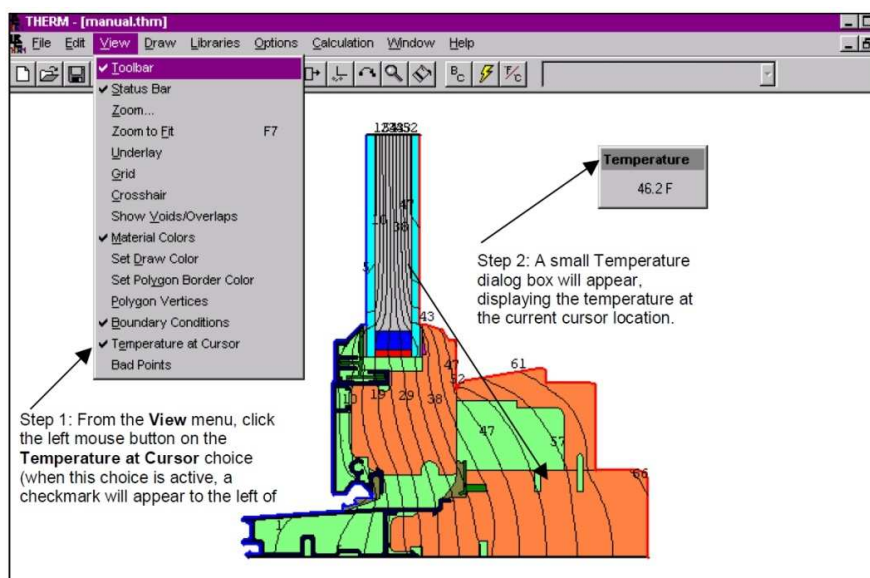 THERM - [manual.thm]
File Edit View Draw Libraries Options Calculation Window Help
Toolbar
Status Bar
Zoom...
Zoom to Fit F7
Underlay
Grid
Crosshair
Show Voids/Overlaps
Material Colors
Set Draw Color
Set Polygon Border Color
Polygon Vertices
Boundary Conditions
Temperature at Cursor
Bad Points
BC F/C
Temperature
46.2 F
Step 2: A small Temperature
dialog box will appear,
displaying the temperature at
the current cursor location.
Step 1: From the View menu, click
the left mouse button on the
Temperature at Cursor choice
(when this choice is active, a
checkmark will appear to the left of
47
16
38
5
43
47
52
61
10 19 29 38
47
57
66
1